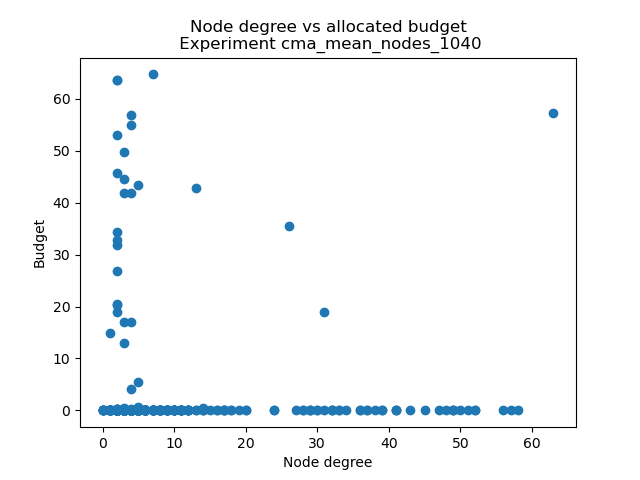 Node degree vs allocated budget
Experiment cma_mean_nodes_1040
60
50
40
30
20
10
0
Budget
0 10 20 30 40 50 60
Node degree